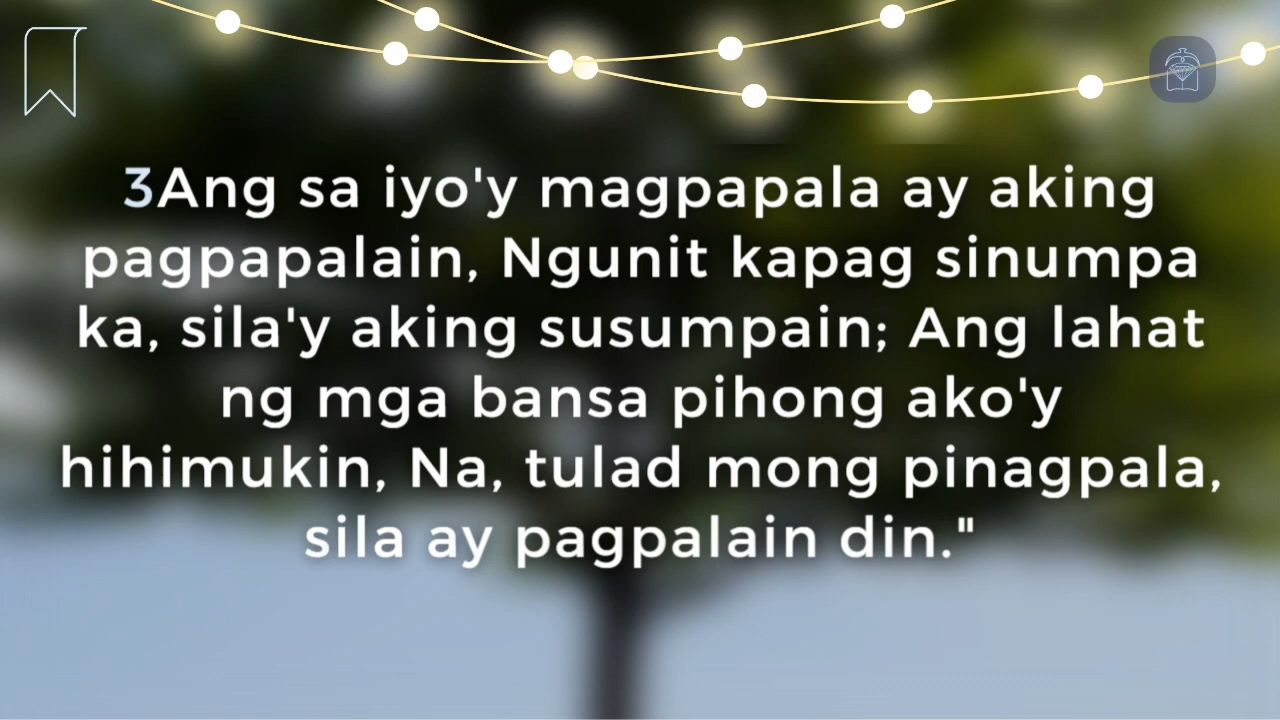 3Ang sa iyo'y magpapala ay aking
pagpapalain, Ngunit kapag sinumpa
ka, sila'y aking susumpain; Ang lahat
ng mga bansa pihong ako'y
hihimukin, Na, tulad mong pinagpala,
sila ay pagpalain din."